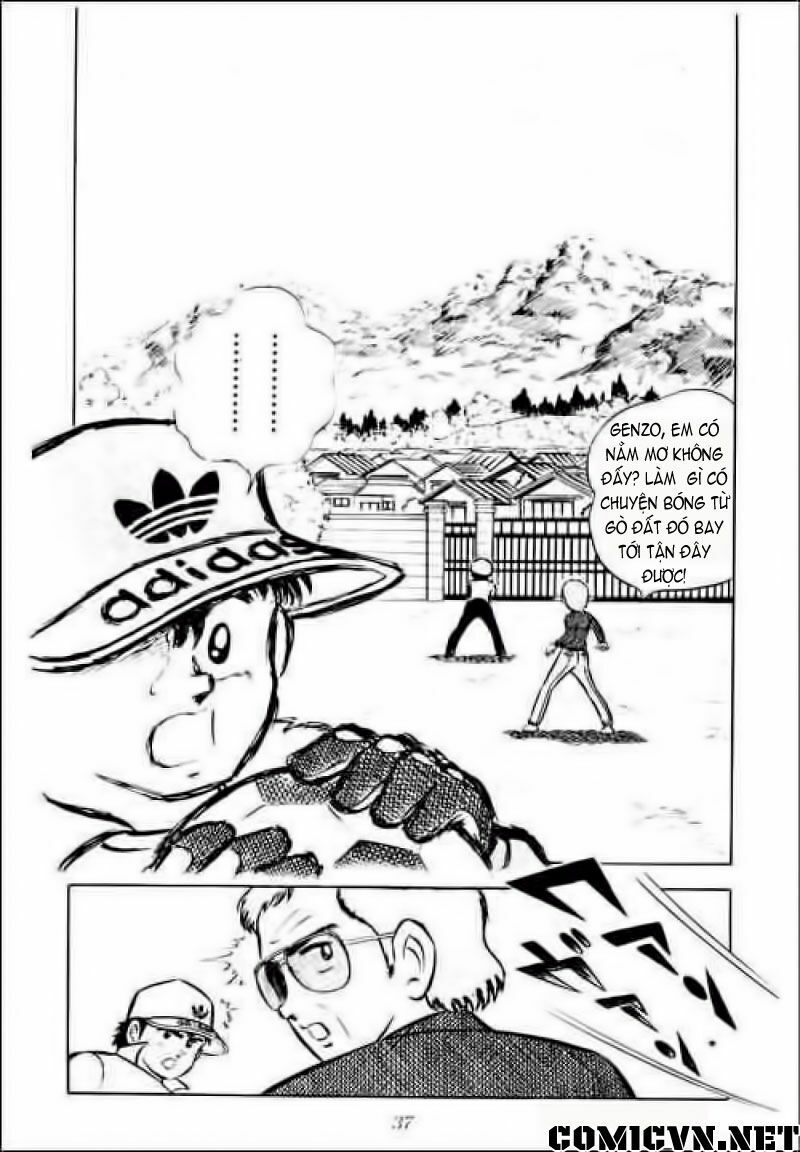 GENZO, EM CÓ
NẰM MƠ KHÔNG
ĐẤY? LÀM GÌ CÓ
CHUYỆN BÓNG TỪ
GÒ ĐẤT ĐÓ BAY
TỚI TẬN ĐÂY
ĐƯỢC!
adidas
37
COMICVN.NET